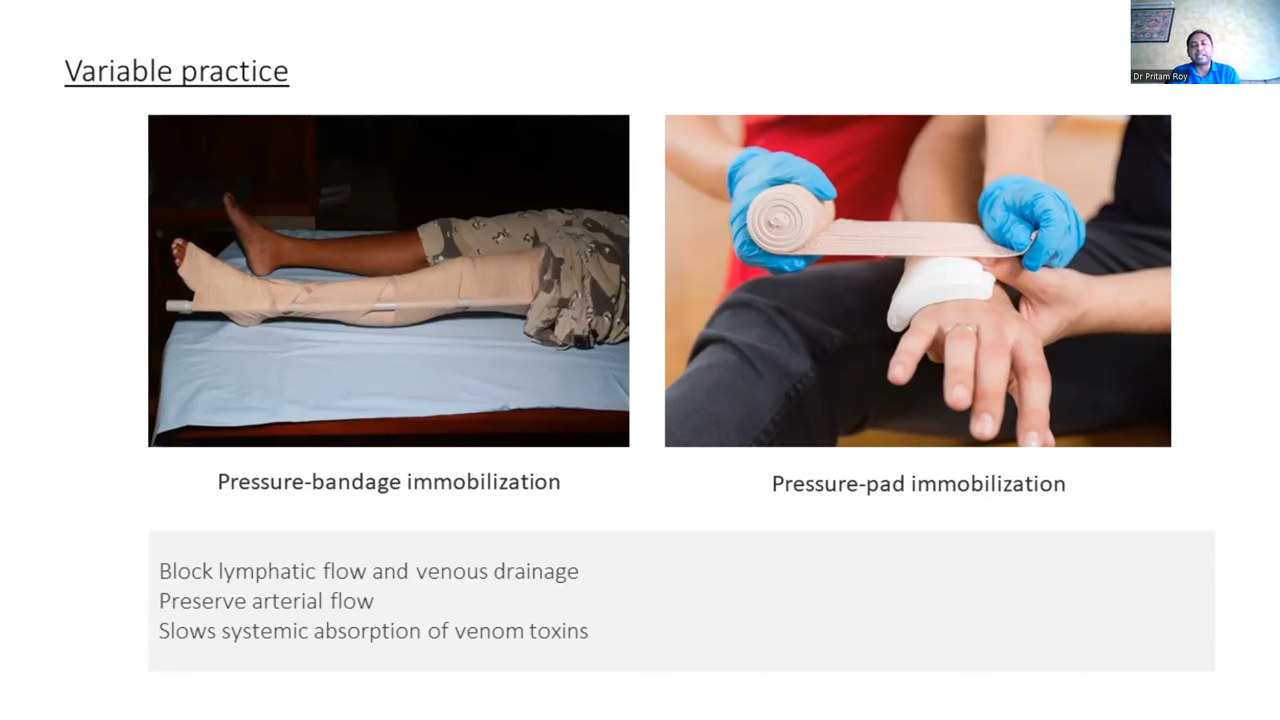 Variable practice
Dr Pritam Roy
Pressure-bandage immobilization
Pressure-pad immobilization
Block lymphatic flow and venous drainage
Preserve arterial flow
Slows systemic absorption of venom toxins